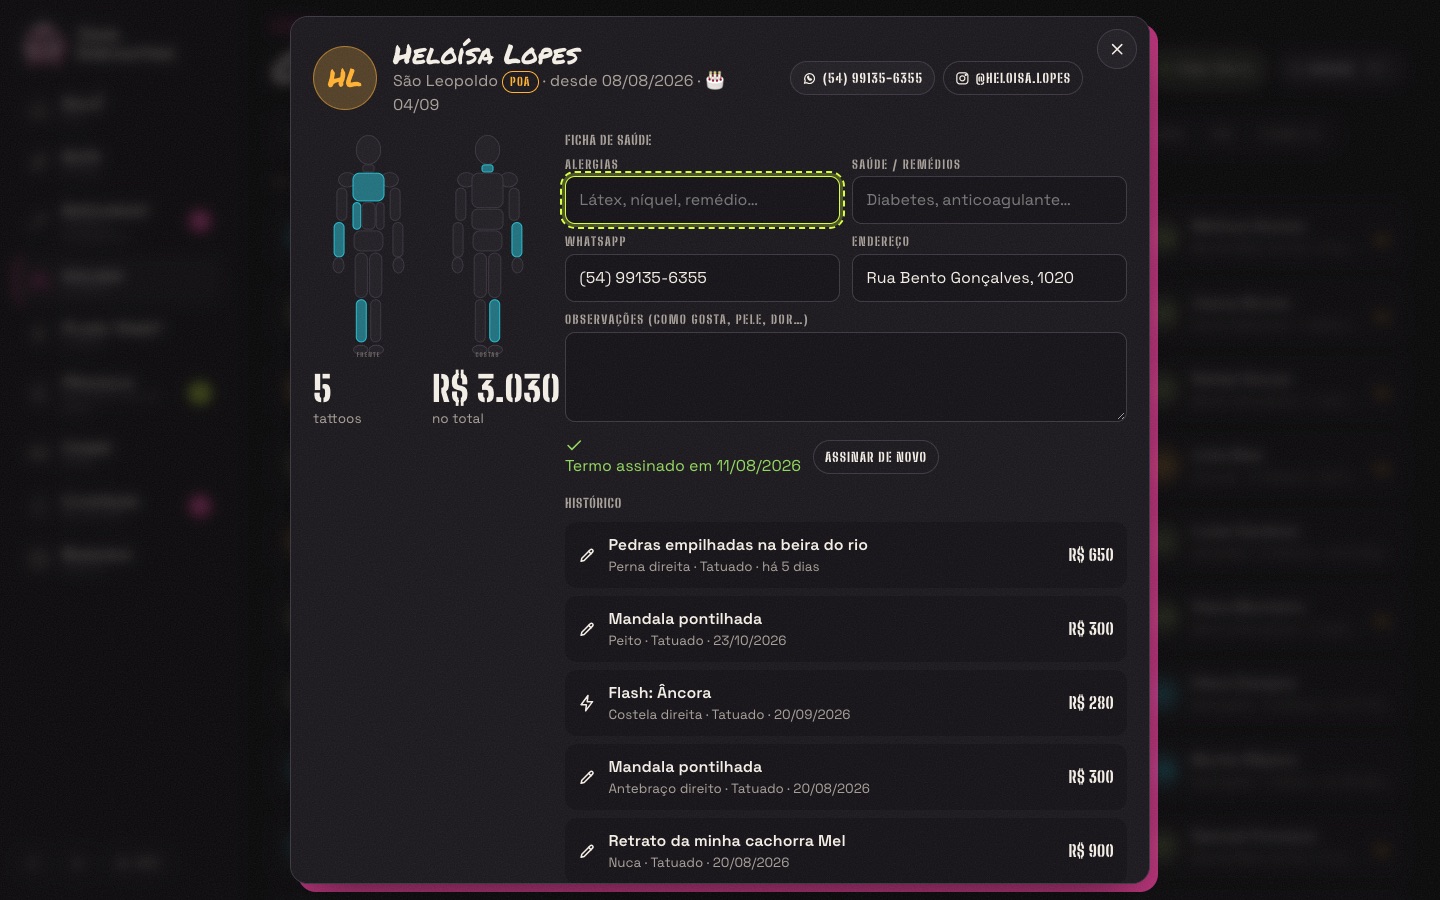 HL
Heloísa Lopes
São Leopoldo POA · desde 08/08/2026 · 🎂
04/09
(54) 99135-6355
@HELOISA.LOPES
FRENTE
COSTAS
5
tattoos
R$ 3.030
no total
FICHA DE SAÚDE
ALERGIAS
Látex, níquel, remédio...
SAÚDE / REMÉDIOS
Diabetes, anticoagulante...
WHATSAPP
(54) 99135-6355
ENDEREÇO
Rua Bento Gonçalves, 1020
OBSERVAÇÕES (COMO GOSTA, PELE, DOR...)
Termo assinado em 11/08/2026
ASSINAR DE NOVO
HISTÓRICO
Pedras empilhadas na beira do rio
Perna direita · Tatuado · há 5 dias
R$ 650
Mandala pontilhada
Peito · Tatuado · 23/10/2026
R$ 300
Flash: Âncora
Costela direita · Tatuado · 20/09/2026
R$ 280
Mandala pontilhada
Antebraço direito · Tatuado · 20/08/2026
R$ 300
Retrato da minha cachorra Mel
Nuca · Tatuado · 20/08/2026
R$ 900